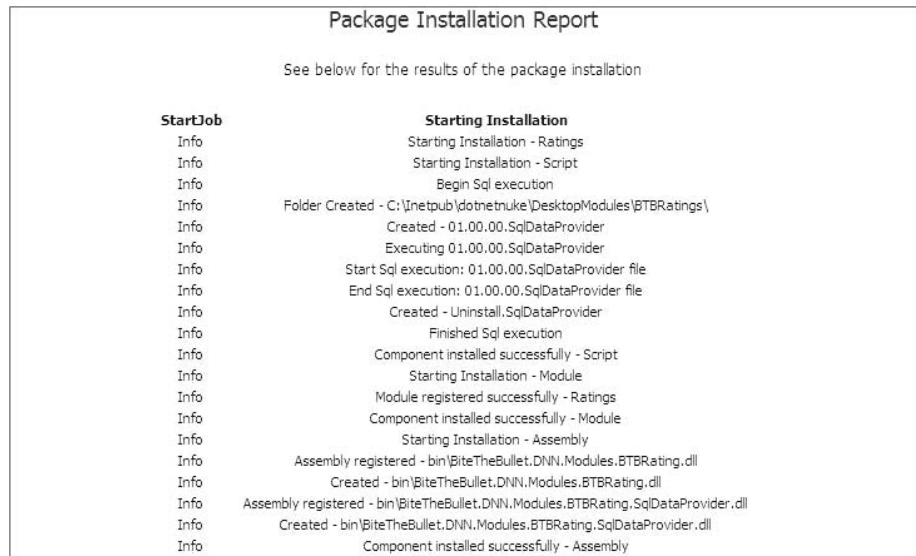 Package Installation Report
See below for the results of the package installation
StartJob Starting Installation
Info Starting Installation - Ratings
Info Starting Installation - Script
Info Begin Sql execution
Info Folder Created - C:\Inetpub\dotnetnuke\DesktopModules\BTBRatings\
Info Created - 01.00.00.SqlDataProvider
Info Executing 01.00.00.SqlDataProvider
Info Start Sql execution: 01.00.00.SqlDataProvider file
Info End Sql execution: 01.00.00.SqlDataProvider file
Info Created - Uninstall.SqlDataProvider
Info Finished Sql execution
Info Component installed successfully - Script
Info Starting Installation - Module
Info Module registered successfully - Ratings
Info Component installed successfully - Module
Info Starting Installation - Assembly
Info Assembly registered - bin\BiteTheBullet.DNN.Modules.BTBRating.dll
Info Created - bin\BiteTheBullet.DNN.Modules.BTBRating.dll
Info Assembly registered - bin\BiteTheBullet.DNN.Modules.BTBRating.SqlDataProvider.dll
Info Created - bin\BiteTheBullet.DNN.Modules.BTBRating.SqlDataProvider.dll
Info Component installed successfully - Assembly